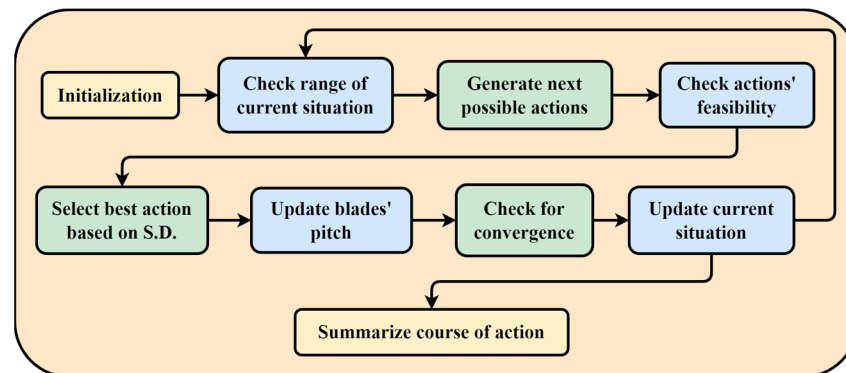 Initialization
Check range of
current situation
Generate next
possible actions
Check actions'
feasibility
Select best action
based on S.D.
Update blades'
pitch
Check for
convergence
Update current
situation
Summarize course of action